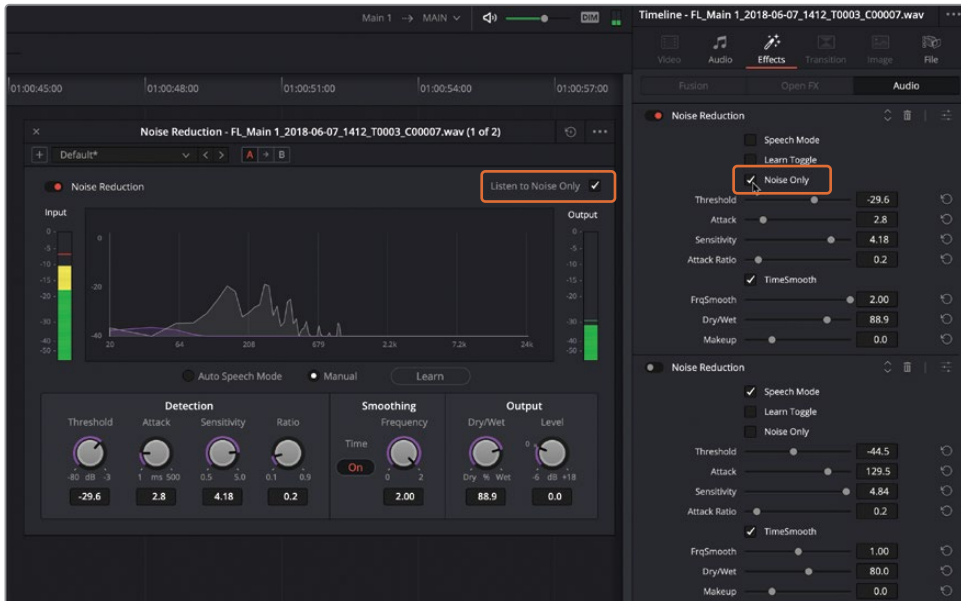 Main 1 → MAIN
DIM
01:00:45:00 01:00:48:00 01:00:51:00 01:00:54:00 01:00:57:00
Noise Reduction - FL_Main 1_2018-06-07_1412_T0003_C00007.wav (1 of 2)
Default*
A → B
Noise Reduction
Listen to Noise Only
Input
Output
0
-5
-10
-15
-20
-30
-40
-50
0
-20
-40
20 64 208 679 2.2k 7.2k 24k
0
-5
-10
-15
-20
-30
-40
-50
Auto Speech Mode Manual Learn
Detection Smoothing Output
Threshold Attack Sensitivity Ratio Frequency Dry/Wet Level
Time
On
0
-80 dB -3 1 ms 500 0.5 5.0 0.1 0.9 0 2 Dry % Wet -6 dB +18
-29.6 2.8 4.18 0.2 2.00 88.9 0.0
Timeline - FL_Main 1_2018-06-07_1412_T0003_C00007.wav
Video Audio Effects Transition Image File
Fusion Open FX Audio
Noise Reduction
Speech Mode
Learn Toggle
Noise Only
Threshold -29.6
Attack 2.8
Sensitivity 4.18
Attack Ratio 0.2
TimeSmooth
FrqSmooth 2.00
Dry/Wet 88.9
Makeup 0.0
Noise Reduction
Speech Mode
Learn Toggle
Noise Only
Threshold -44.5
Attack 129.5
Sensitivity 4.84
Attack Ratio 0.2
TimeSmooth
FrqSmooth 1.00
Dry/Wet 80.0
Makeup 0.0